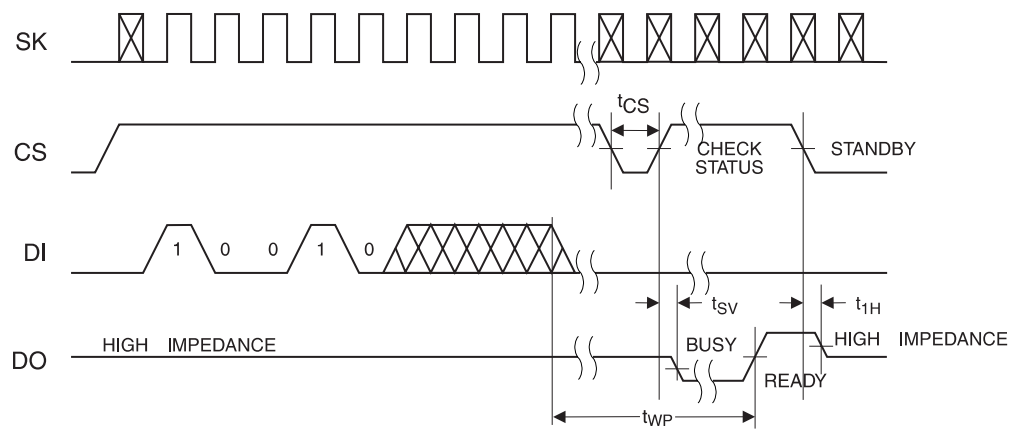 SK
tCS
CS
CHECK
STATUS
STANDBY
DI
1 0 0 1 0
tSV
t1H
HIGH IMPEDANCE
BUSY
HIGH IMPEDANCE
DO
READY
tWP